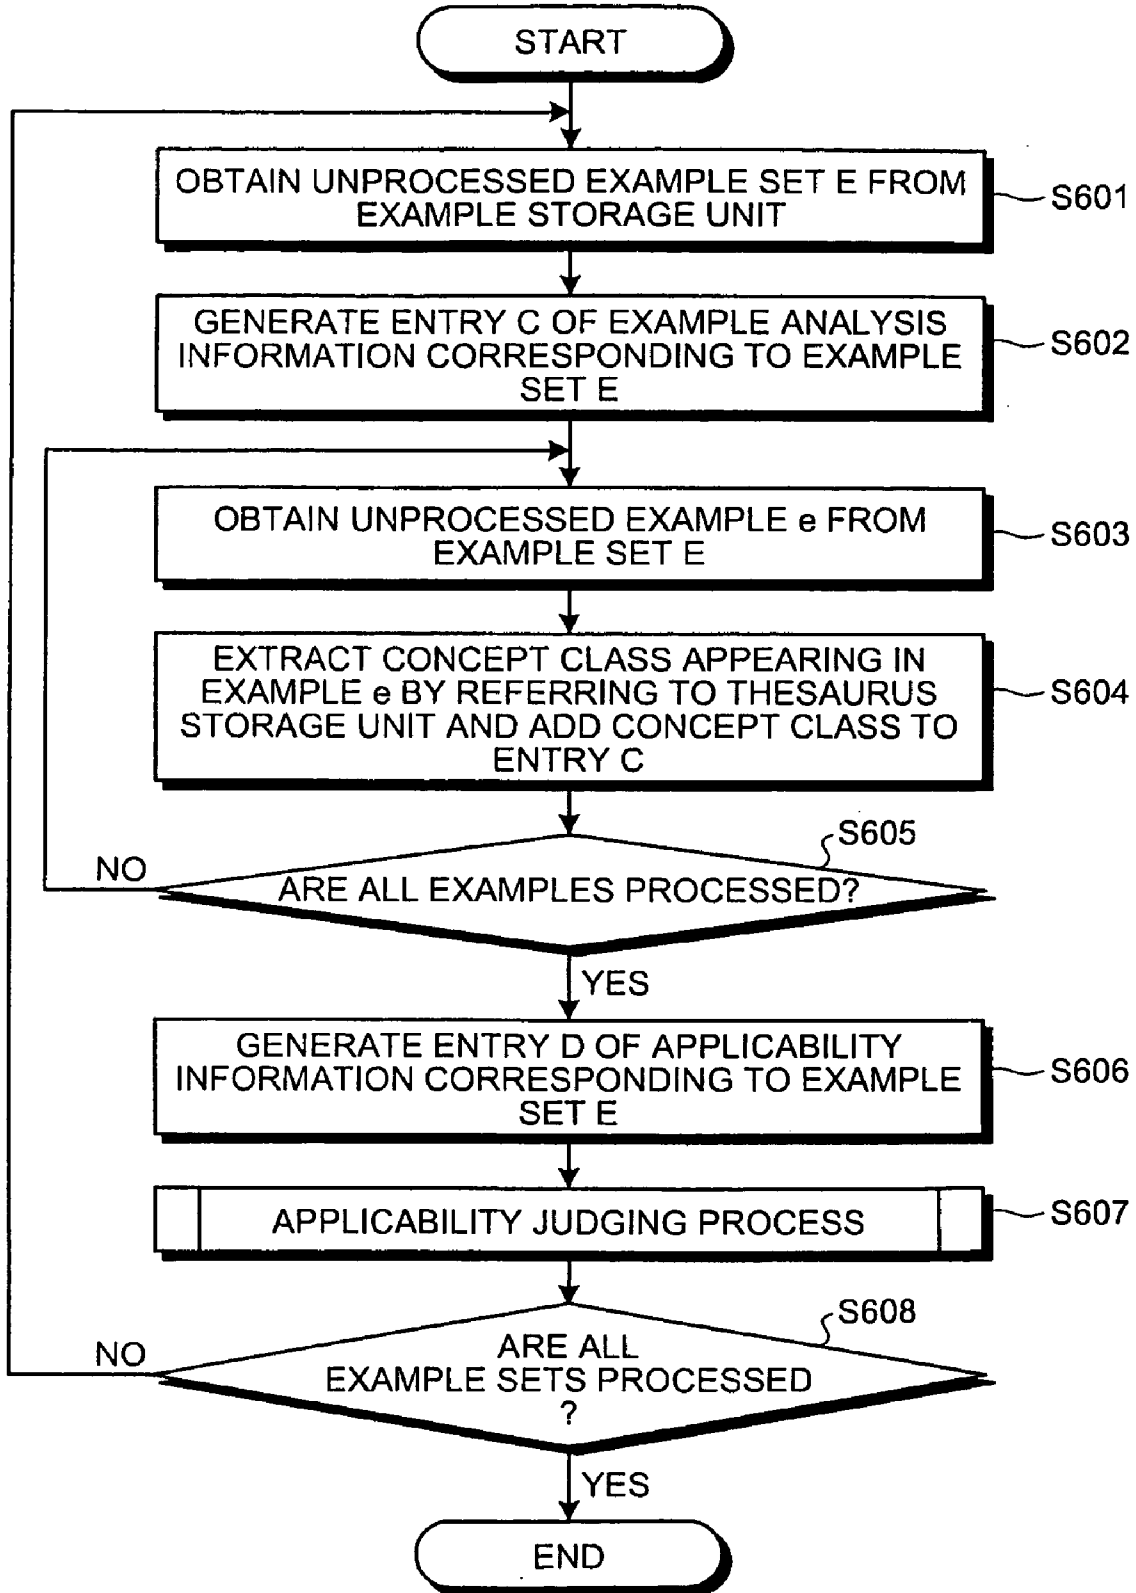 START
OBTAIN UNPROCESSED EXAMPLE SET E FROM
EXAMPLE STORAGE UNIT
S601
GENERATE ENTRY C OF EXAMPLE ANALYSIS
INFORMATION CORRESPONDING TO EXAMPLE
SET E
S602
OBTAIN UNPROCESSED EXAMPLE e FROM
EXAMPLE SET E
S603
EXTRACT CONCEPT CLASS APPEARING IN
EXAMPLE e BY REFERRING TO THESAURUS
STORAGE UNIT AND ADD CONCEPT CLASS TO
ENTRY C
S604
S605
NO
ARE ALL EXAMPLES PROCESSED?
YES
GENERATE ENTRY D OF APPLICABILITY
INFORMATION CORRESPONDING TO EXAMPLE
SET E
S606
APPLICABILITY JUDGING PROCESS
S607
S608
NO
ARE ALL
EXAMPLE SETS PROCESSED
?
YES
END